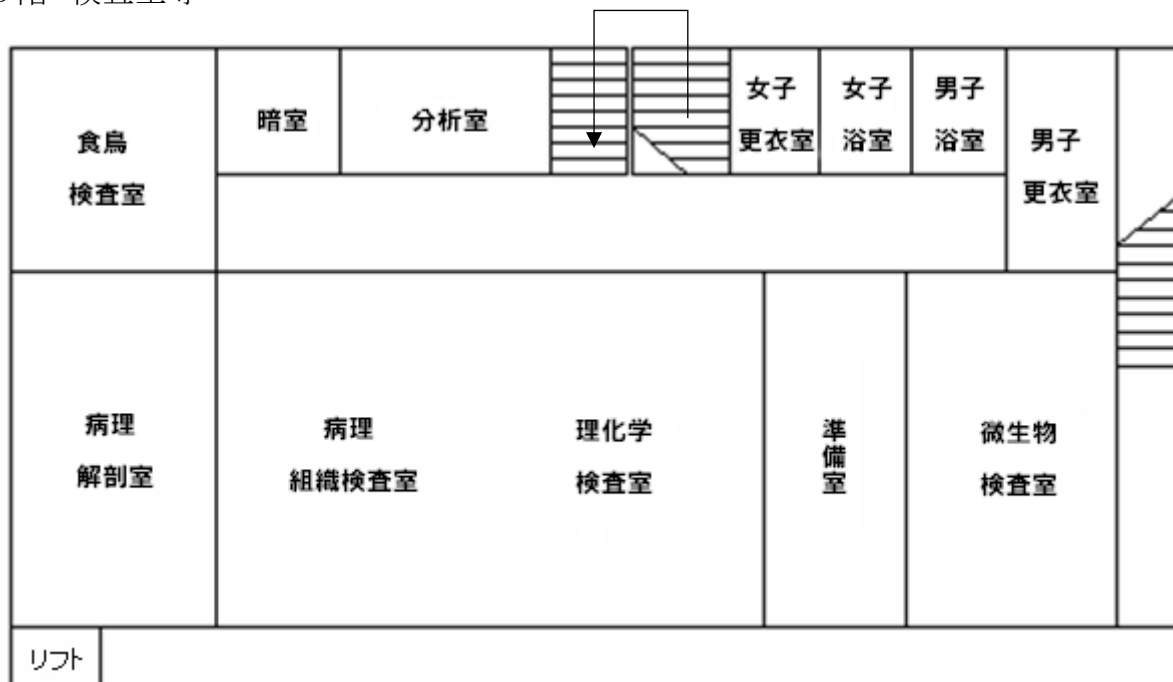 暗室
分析室
女子
更衣室
女子
浴室
男子
浴室
男子
更衣室
食鳥
検査室
病理
解剖室
病理
組織検査室
理化学
検査室
準備室
微生物
検査室
リフト